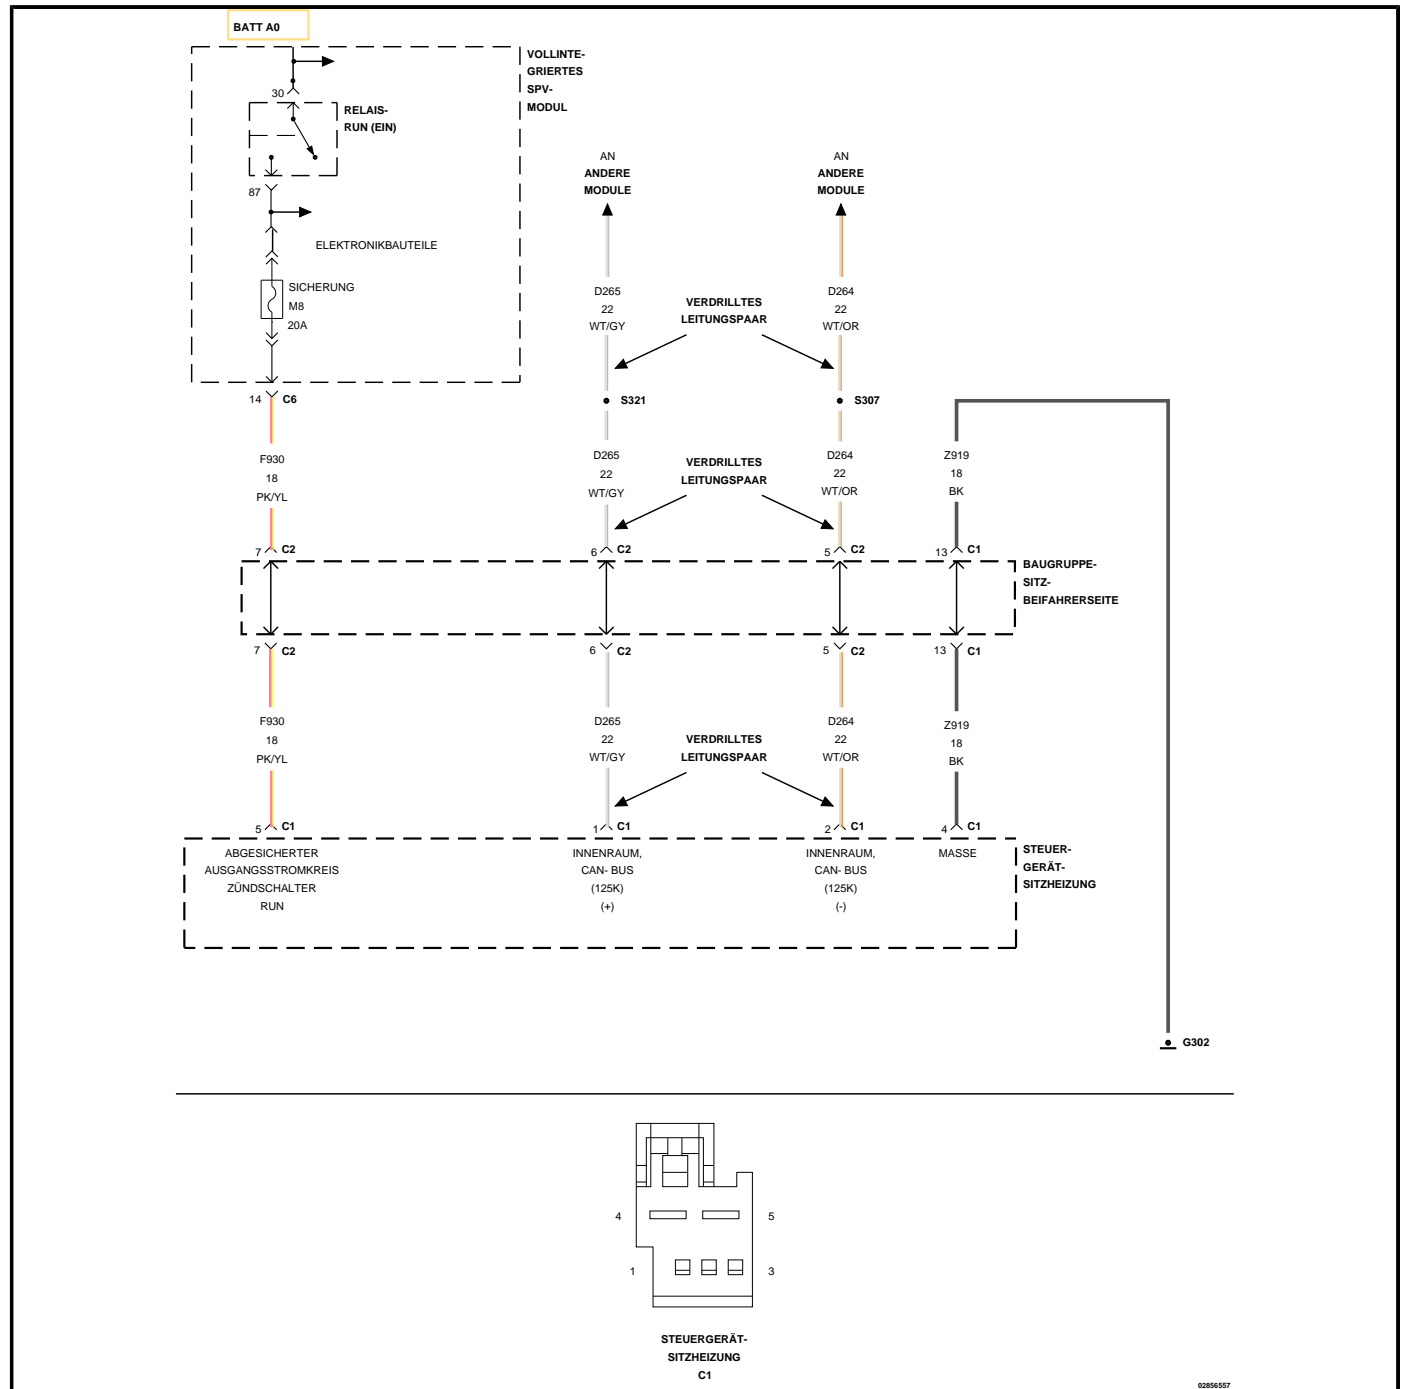 BATT A0
VOLLINTE-
GRIERTES
SPV-
MODUL
30
RELAIS-
RUN (EIN)
87
ELEKTRONIKBAUTEILE
SICHERUNG
M8
20A
14
C6
AN
ANDERE
MODULE
AN
ANDERE
MODULE
D265
22
WT/GY
VERDRILLTES
LEITUNGSPAAR
D264
22
WT/OR
S321
S307
F930
18
PK/YL
D265
22
WT/GY
VERDRILLTES
LEITUNGSPAAR
D264
22
WT/OR
Z919
18
BK
7
C2
6
C2
5
C2
13
C1
BAUGRUPPE-
SITZ-
BEIFAHRERSEITE
7
C2
6
C2
5
C2
13
C1
F930
18
PK/YL
D265
22
WT/GY
VERDRILLTES
LEITUNGSPAAR
D264
22
WT/OR
Z919
18
BK
5
C1
1
C1
2
C1
4
C1
ABGESICHERTER
AUSGANGSSTROMKREIS
ZÜNDSCHALTER
RUN
INNENRAUM,
CAN- BUS
(125K)
(+)
INNENRAUM,
CAN- BUS
(125K)
(-)
MASSE
STEUER-
GERÄT-
SITZHEIZUNG
G302
4
5
1
3
STEUERGERÄT-
SITZHEIZUNG
C1
02856557